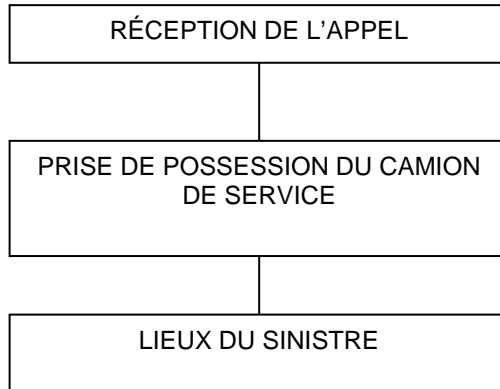 RÉCEPTION DE L'APPEL
PRISE DE POSSESSION DU CAMION
DE SERVICE
LIEUX DU SINISTRE